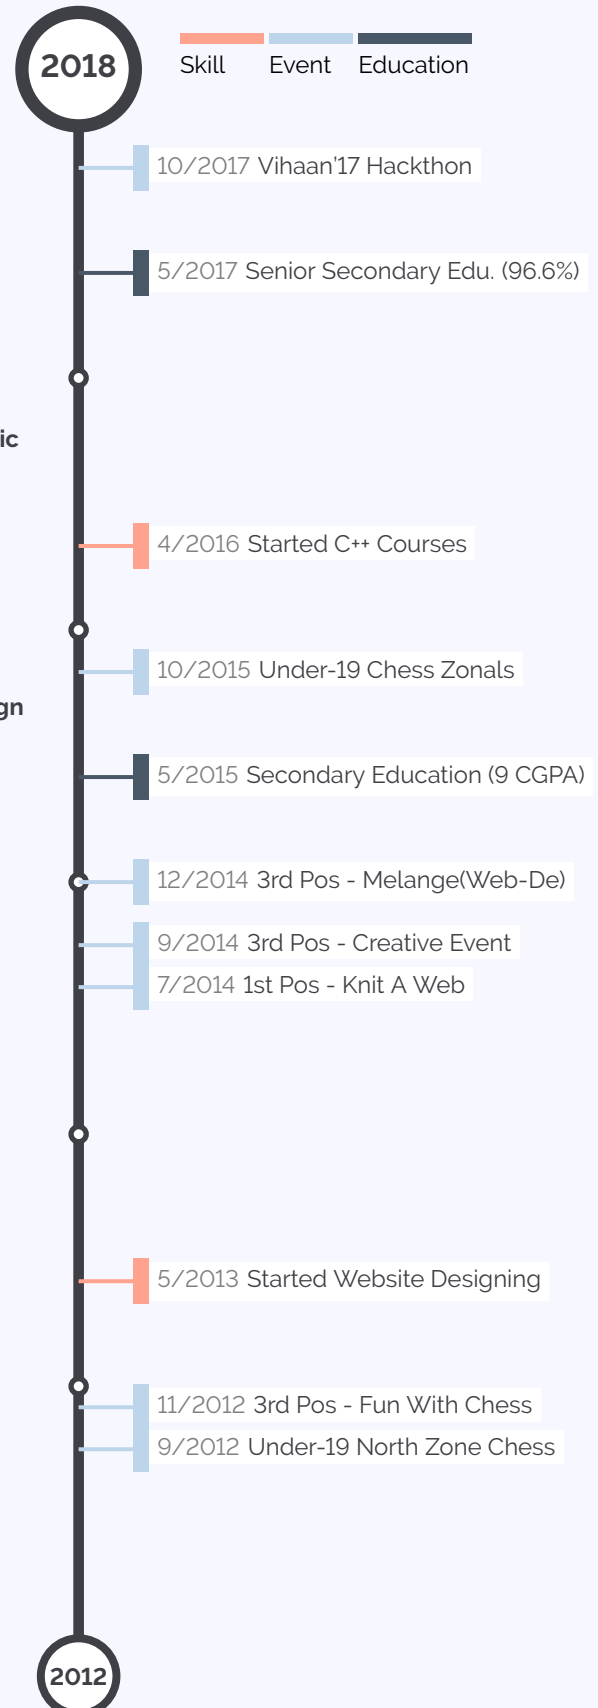 2018
Skill Event Education
10/2017 Vihaan'17 Hackthon
5/2017 Senior Secondary Edu. (96.6%)
ic
4/2016 Started C++ Courses
10/2015 Under-19 Chess Zonals
gn
5/2015 Secondary Education (9 CGPA)
12/2014 3rd Pos - Melange(Web-De)
9/2014 3rd Pos - Creative Event
7/2014 1st Pos - Knit A Web
5/2013 Started Website Designing
11/2012 3rd Pos - Fun With Chess
9/2012 Under-19 North Zone Chess
2012